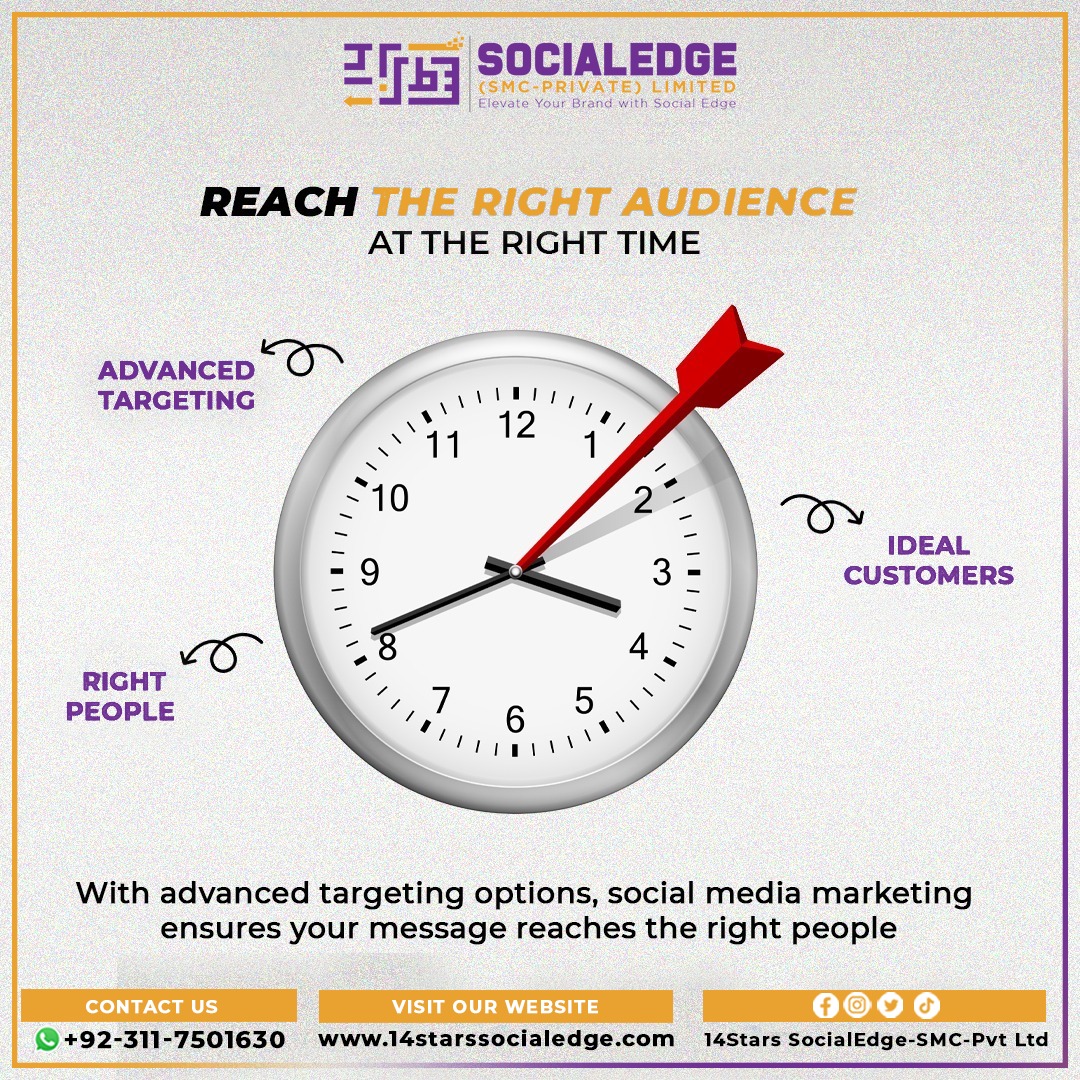 SOCIALEDGE
(SMC-PRIVATE) LIMITED
Elevate Your Brand with Social Edge
REACH THE RIGHT AUDIENCE
AT THE RIGHT TIME
ADVANCED
TARGETING
12
11
1
10
2
9
3
8
4
7
5
6
IDEAL
CUSTOMERS
RIGHT
PEOPLE
With advanced targeting options, social media marketing
ensures your message reaches the right people
CONTACT US
+92-311-7501630
VISIT OUR WEBSITE
www.14starssocialedge.com
14Stars SocialEdge-SMC-Pvt Ltd